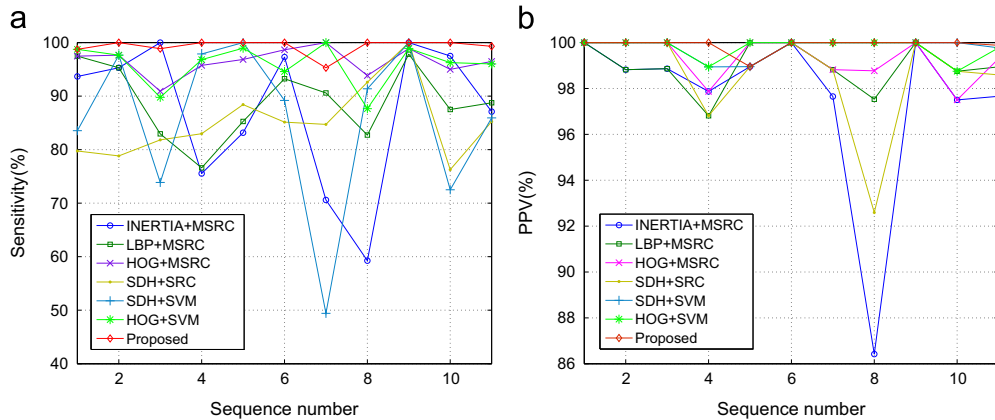 a
100
90
80
70
60
50
40
Sensitivity(%)
INERTIA+MSRC
LBP+MSRC
HOG+MSRC
SDH+SRC
SDH+SVM
HOG+SVM
Proposed
2 4 6 8 10
Sequence number
b
100
98
96
94
92
90
88
86
PPV(%)
INERTIA+MSRC
LBP+MSRC
HOG+MSRC
SDH+SRC
SDH+SVM
HOG+SVM
Proposed
2 4 6 8 10
Sequence number